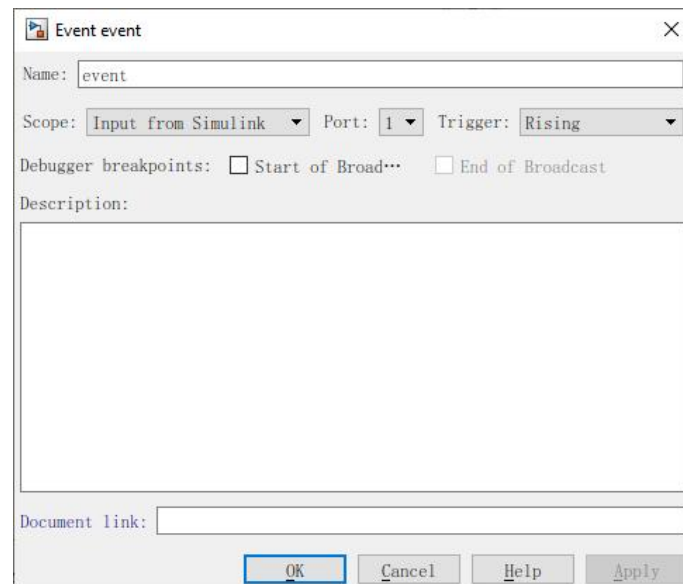 Event event
Name: event
Scope: Input from Simulink Port: 1 Trigger: Rising
Debugger breakpoints: Start of Broad… End of Broadcast
Description:
Document link:
OK Cancel Help Apply